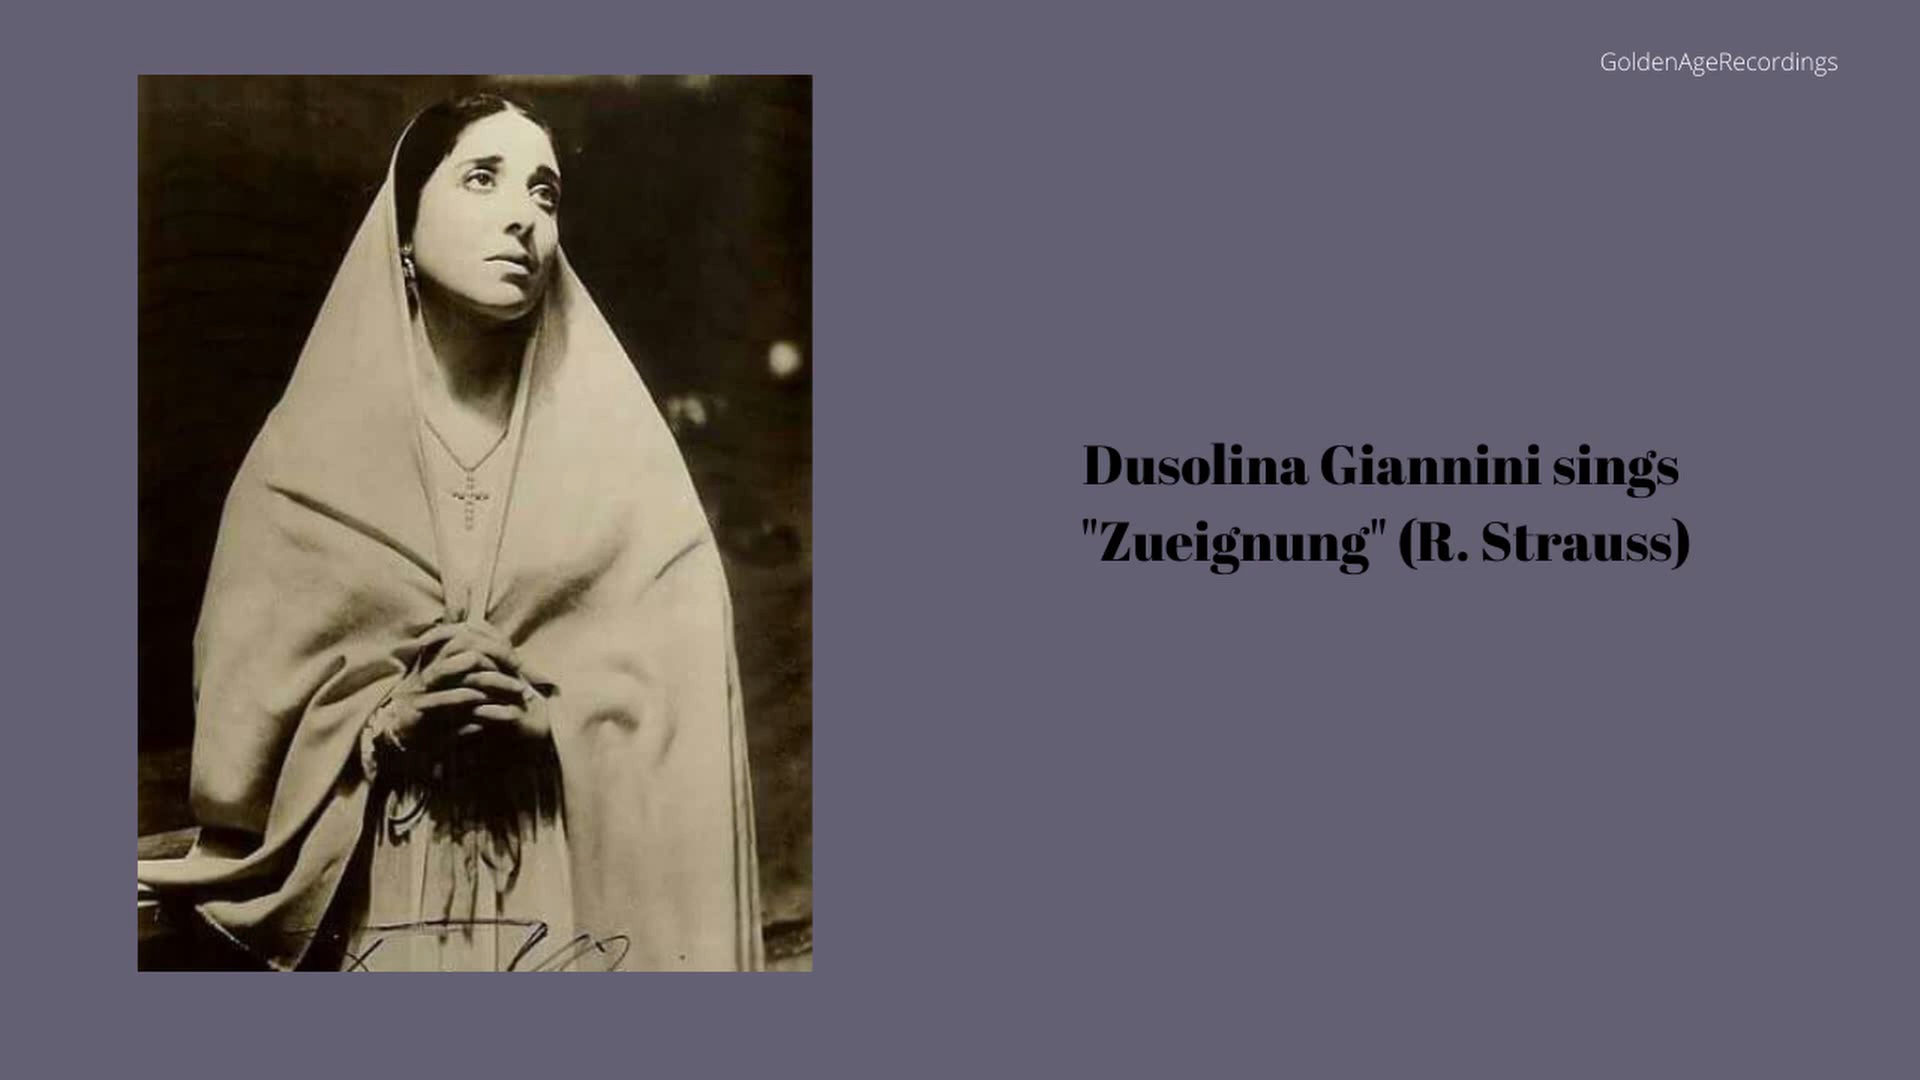 GoldenAgeRecordings
Dusolina Giannini sings
"Zueignung" (R. Strauss)